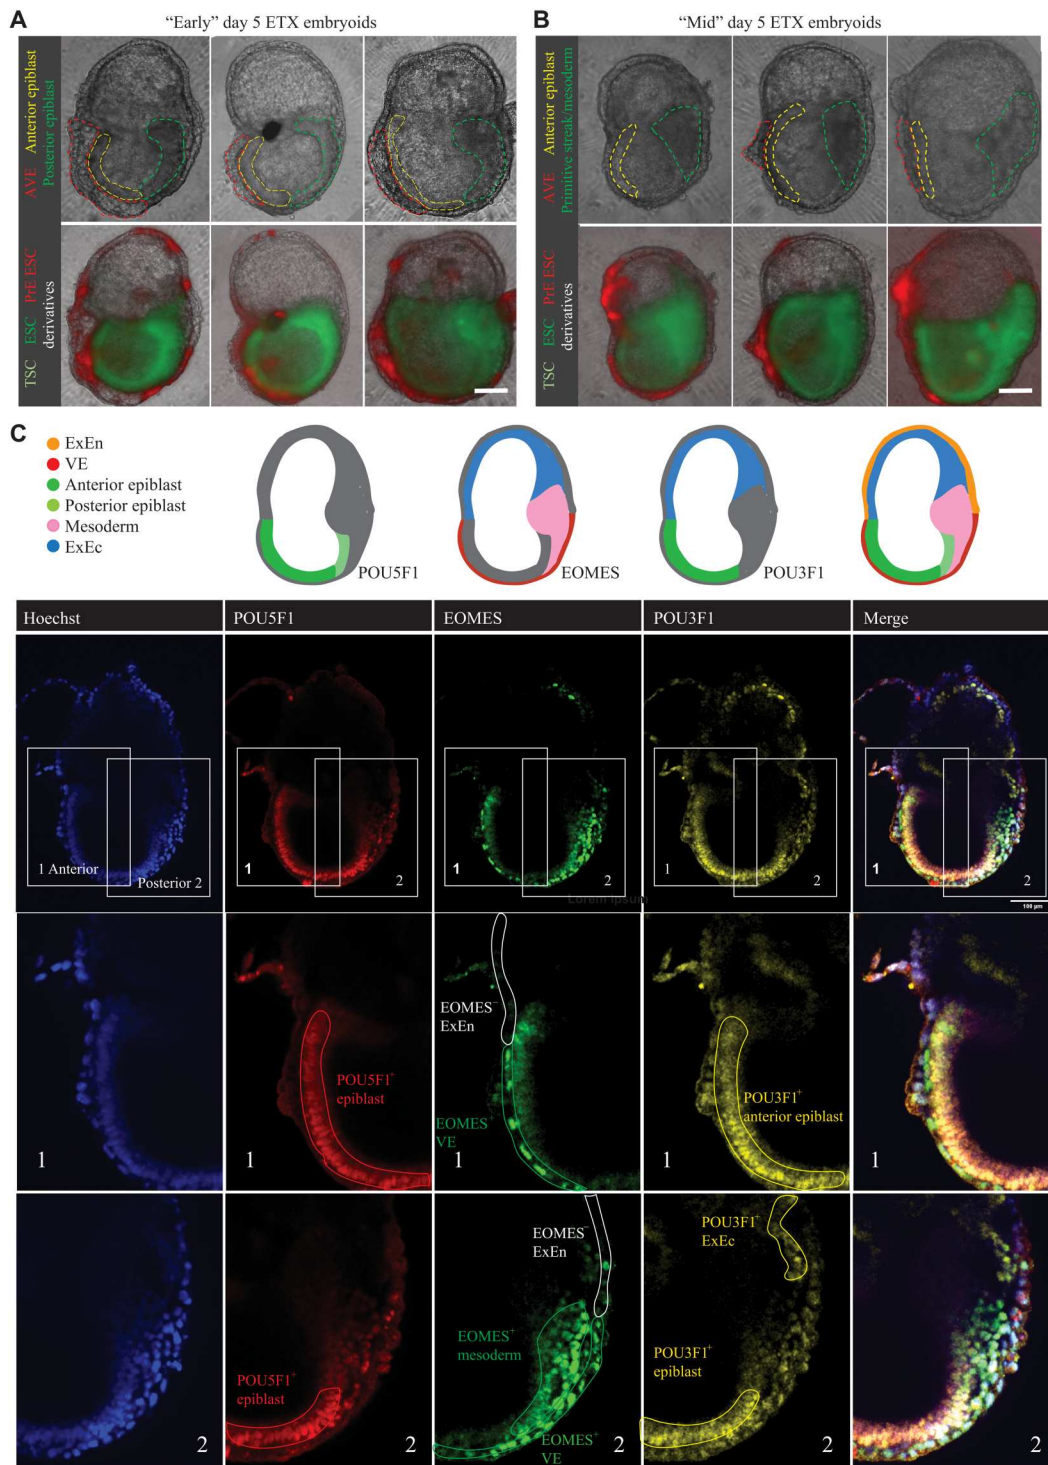 A
"Early" day 5 ETX embryoids
B
"Mid" day 5 ETX embryoids
AVE Anterior epiblast
Posterior epiblast
TSC ESC PrE ESC
derivatives
AVE Anterior epiblast
Primitive streak/mesoderm
TSC ESC PrE ESC
derivatives
C
ExEn
VE
Anterior epiblast
Posterior epiblast
Mesoderm
ExEc
POU5F1
EOMES
POU3F1
Hoechst
POU5F1
EOMES
POU3F1
Merge
1 Anterior
Posterior 2
1
2
1
2
1
2
1
2
Lorem ipsum
100 μm
1
POU5F1⁺
epiblast
1
EOMES⁻
ExEn
EOMES⁺
VE
1
POU3F1⁺
anterior epiblast
1
1
2
POU5F1⁺
epiblast
2
EOMES⁻
ExEn
EOMES⁺
mesoderm
EOMES⁺
VE
2
POU3F1⁺
ExEc
POU3F1⁺
epiblast
2
2